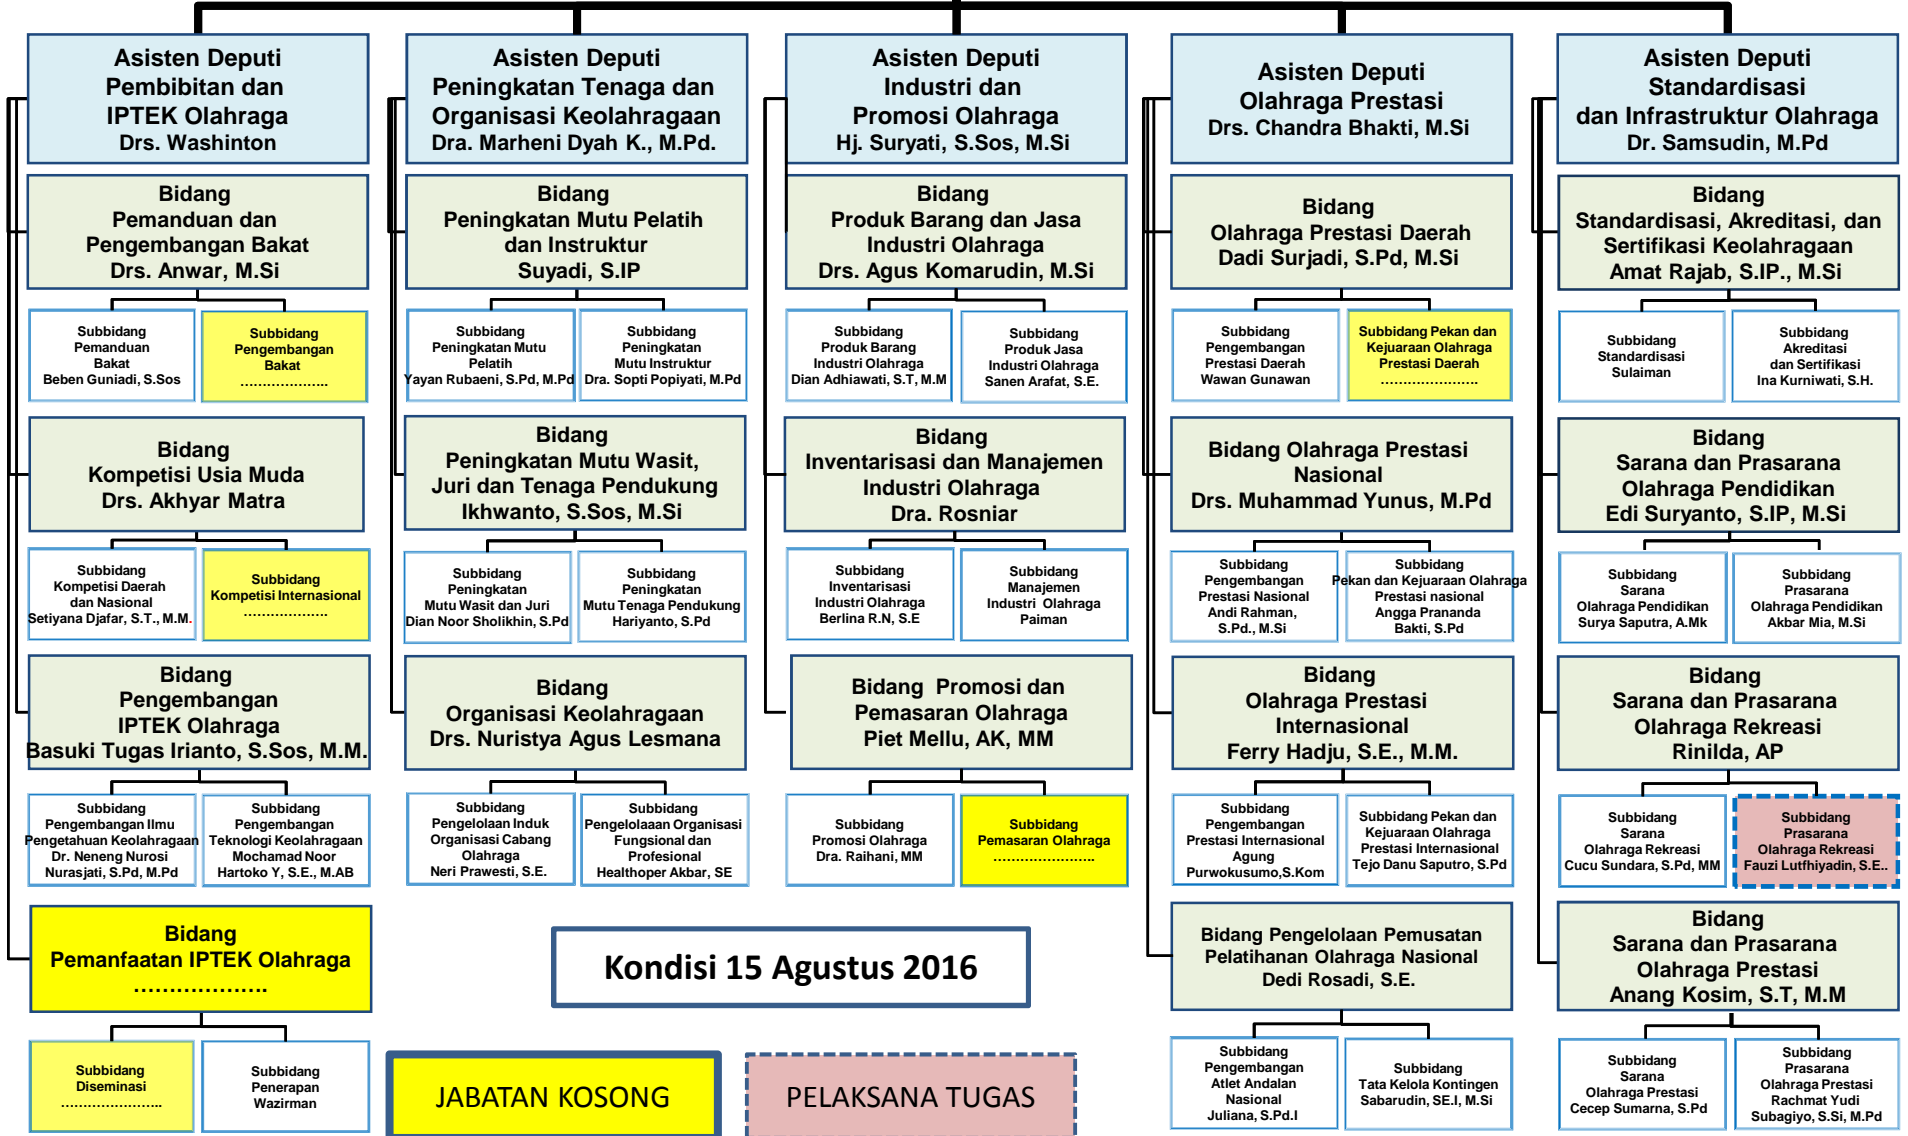 Asisten Deputi
Pembibitan dan
IPTEK Olahraga
Drs. Washinton
Asisten Deputi
Peningkatan Tenaga dan
Organisasi Keolahragaan
Dra. Marheni Dyah K., M.Pd.
Asisten Deputi
Industri dan
Promosi Olahraga
Hj. Suryati, S.Sos, M.Si
Asisten Deputi
Olahraga Prestasi
Drs. Chandra Bhakti, M.Si
Asisten Deputi
Standardisasi
dan Infrastruktur Olahraga
Dr. Samsudin, M.Pd
Bidang
Pemanduan dan
Pengembangan Bakat
Drs. Anwar, M.Si
Bidang
Peningkatan Mutu Pelatih
dan Instruktur
Suyadi, S.IP
Bidang
Produk Barang dan Jasa
Industri Olahraga
Drs. Agus Komarudin, M.Si
Bidang
Olahraga Prestasi Daerah
Dadi Surjadi, S.Pd, M.Si
Bidang
Standardisasi, Akreditasi, dan
Sertifikasi Keolahragaan
Amat Rajab, S.IP., M.Si
Subbidang
Pemanduan
Bakat
Beben Guniadi, S.Sos
Subbidang
Pengembangan
Bakat
………………...
Subbidang
Peningkatan Mutu
Pelatih
Yayan Rubaeni, S.Pd, M.Pd
Subbidang
Peningkatan
Mutu Instruktur
Dra. Sopti Popiyati, M.Pd
Subbidang
Produk Barang
Industri Olahraga
Dian Adhiawati, S.T, M.M
Subbidang
Produk Jasa
Industri Olahraga
Sanen Arafat, S.E.
Subbidang
Pengembangan
Prestasi Daerah
Wawan Gunawan
Subbidang Pekan dan
Kejuaraan Olahraga
Prestasi Daerah
………………….
Subbidang
Standardisasi
Sulaiman
Subbidang
Akreditasi
dan Sertifikasi
Ina Kurniwati, S.H.
Bidang
Kompetisi Usia Muda
Drs. Akhyar Matra
Bidang
Peningkatan Mutu Wasit,
Juri dan Tenaga Pendukung
Ikhwanto, S.Sos, M.Si
Bidang
Inventarisasi dan Manajemen
Industri Olahraga
Dra. Rosniar
Bidang Olahraga Prestasi
Nasional
Drs. Muhammad Yunus, M.Pd
Bidang
Sarana dan Prasarana
Olahraga Pendidikan
Edi Suryanto, S.IP, M.Si
Subbidang
Kompetisi Daerah
dan Nasional
Setiyana Djafar, S.T., M.M.
Subbidang
Kompetisi Internasional
……………….
Subbidang
Peningkatan
Mutu Wasit dan Juri
Dian Noor Sholikhin, S.Pd
Subbidang
Peningkatan
Mutu Tenaga Pendukung
Hariyanto, S.Pd
Subbidang
Inventarisasi
Industri Olahraga
Berlina R.N, S.E
Subbidang
Manajemen
Industri Olahraga
Paiman
Subbidang
Pengembangan
Prestasi Nasional
Andi Rahman,
S.Pd., M.Si
Subbidang
Pekan dan Kejuaraan Olahraga
Prestasi nasional
Angga Prananda
Bakti, S.Pd
Subbidang
Sarana
Olahraga Pendidikan
Surya Saputra, A.Mk
Subbidang
Prasarana
Olahraga Pendidikan
Akbar Mia, M.Si
Bidang
Pengembangan
IPTEK Olahraga
Basuki Tugas Irianto, S.Sos, M.M.
Bidang
Organisasi Keolahragaan
Drs. Nuristya Agus Lesmana
Bidang Promosi dan
Pemasaran Olahraga
Piet Mellu, AK, MM
Bidang
Olahraga Prestasi
Internasional
Ferry Hadju, S.E., M.M.
Bidang
Sarana dan Prasarana
Olahraga Rekreasi
Rinilda, AP
Subbidang
Pengembangan Ilmu
Pengetahuan Keolahragaan
Dr. Neneng Nurosi
Nurasjati, S.Pd, M.Pd
Subbidang
Pengembangan
Teknologi Keolahragaan
Mochamad Noor
Hartoko Y, S.E., M.AB
Subbidang
Pengelolaan Induk
Organisasi Cabang
Olahraga
Neri Prawesti, S.E.
Subbidang
Pengelolaaan Organisasi
Fungsional dan
Profesional
Healthoper Akbar, SE
Subbidang
Promosi Olahraga
Dra. Raihani, MM
Subbidang
Pemasaran Olahraga
…………………..
Subbidang
Pengembangan
Prestasi Internasional
Agung
Purwokusumo,S.Kom
Subbidang Pekan dan
Kejuaraan Olahraga
Prestasi Internasional
Tejo Danu Saputro, S.Pd
Subbidang
Sarana
Olahraga Rekreasi
Cucu Sundara, S.Pd, MM
Subbidang
Prasarana
Olahraga Rekreasi
Fauzi Lutfhiyadin, S.E..
Bidang
Pemanfaatan IPTEK Olahraga
……………….
Kondisi 15 Agustus 2016
Bidang Pengelolaan Pemusatan
Pelatihanan Olahraga Nasional
Dedi Rosadi, S.E.
Bidang
Sarana dan Prasarana
Olahraga Prestasi
Anang Kosim, S.T, M.M
Subbidang
Diseminasi
…………………..
Subbidang
Penerapan
Wazirman
JABATAN KOSONG
PELAKSANA TUGAS
Subbidang
Pengembangan
Atlet Andalan
Nasional
Juliana, S.Pd.I
Subbidang
Tata Kelola Kontingen
Sabarudin, SE.I, M.Si
Subbidang
Sarana
Olahraga Prestasi
Cecep Sumarna, S.Pd
Subbidang
Prasarana
Olahraga Prestasi
Rachmat Yudi
Subagiyo, S.Si, M.Pd